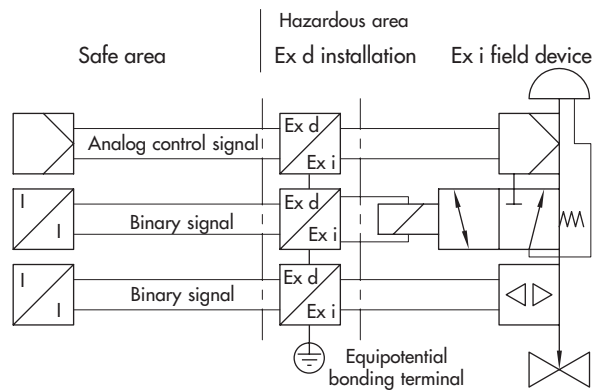 Hazardous area
Safe area
Ex d installation
Ex i field device
Analog control signal
Ex d
Ex i
I
I
Binary signal
Ex d
Ex i
I
I
Binary signal
Ex d
Ex i
Equipotential
bonding terminal